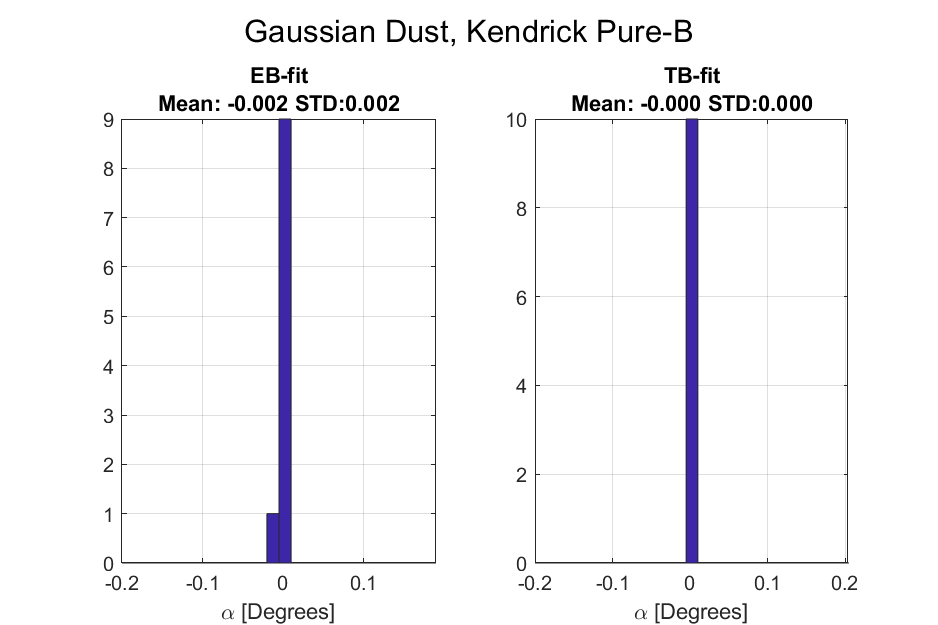 Gaussian Dust, Kendrick Pure-B
EB-fit
Mean: -0.002 STD:0.002
9
8
7
6
5
4
3
2
1
0
-0.2 -0.1 0 0.1
α [Degrees]
TB-fit
Mean: -0.000 STD:0.000
10
8
6
4
2
0
-0.2 -0.1 0 0.1 0.2
α [Degrees]